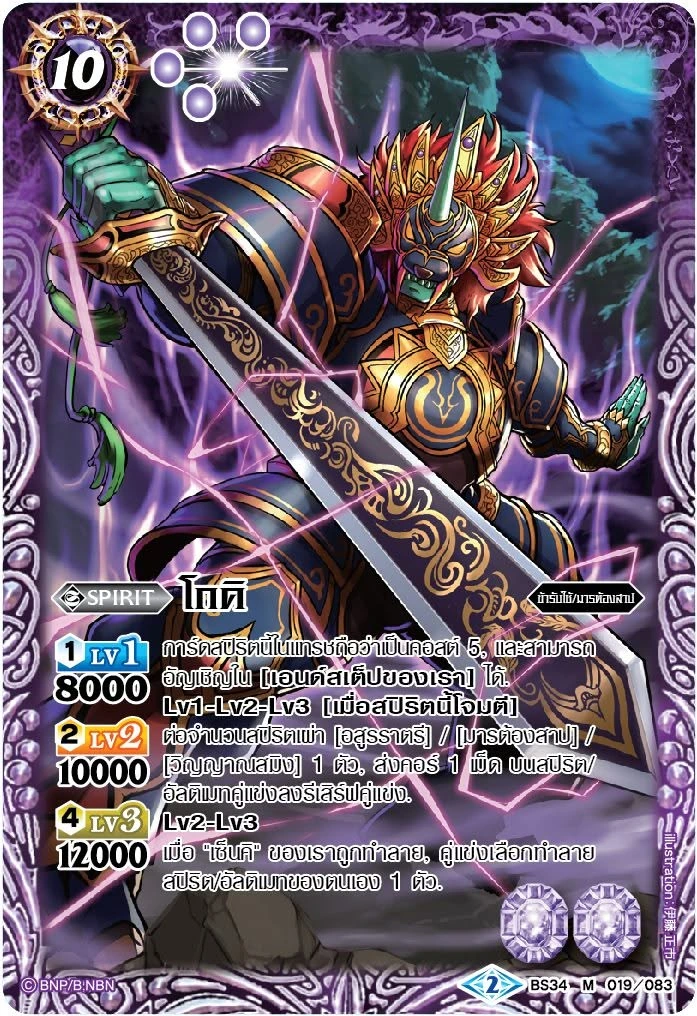 10
SPIRIT โกคิ ข้ารับใช้/มารต้องสาป
1 LV1 8000
2 LV2 10000
4 LV3 12000
การ์ดสปิริตนี้ในแทรชถือว่าเป็นคอสต์ 5, และสามารถ
อัญเชิญใน [เอนด์สเต็ปของเรา] ได้.
Lv1-Lv2-Lv3 [เมื่อสปิริตนี้โจมตี]
ต่อจำนวนสปิริตเผ่า [อสูรราตรี] / [มารต้องสาป] /
[วิญญาณสมิง] 1 ตัว, ส่งคอร์ 1 เม็ด บนสปิริต/
อัลติเมทคู่แข่งลงรีเสิร์ฟคู่แข่ง.
Lv2-Lv3
เมื่อ "เซ็นคิ" ของเราถูกทำลาย, คู่แข่งเลือกทำลาย
สปิริต/อัลติเมทของตนเอง 1 ตัว.
illustration : 伊藤 正市
©BNP/B,NBN
2 BS34 M 019/083